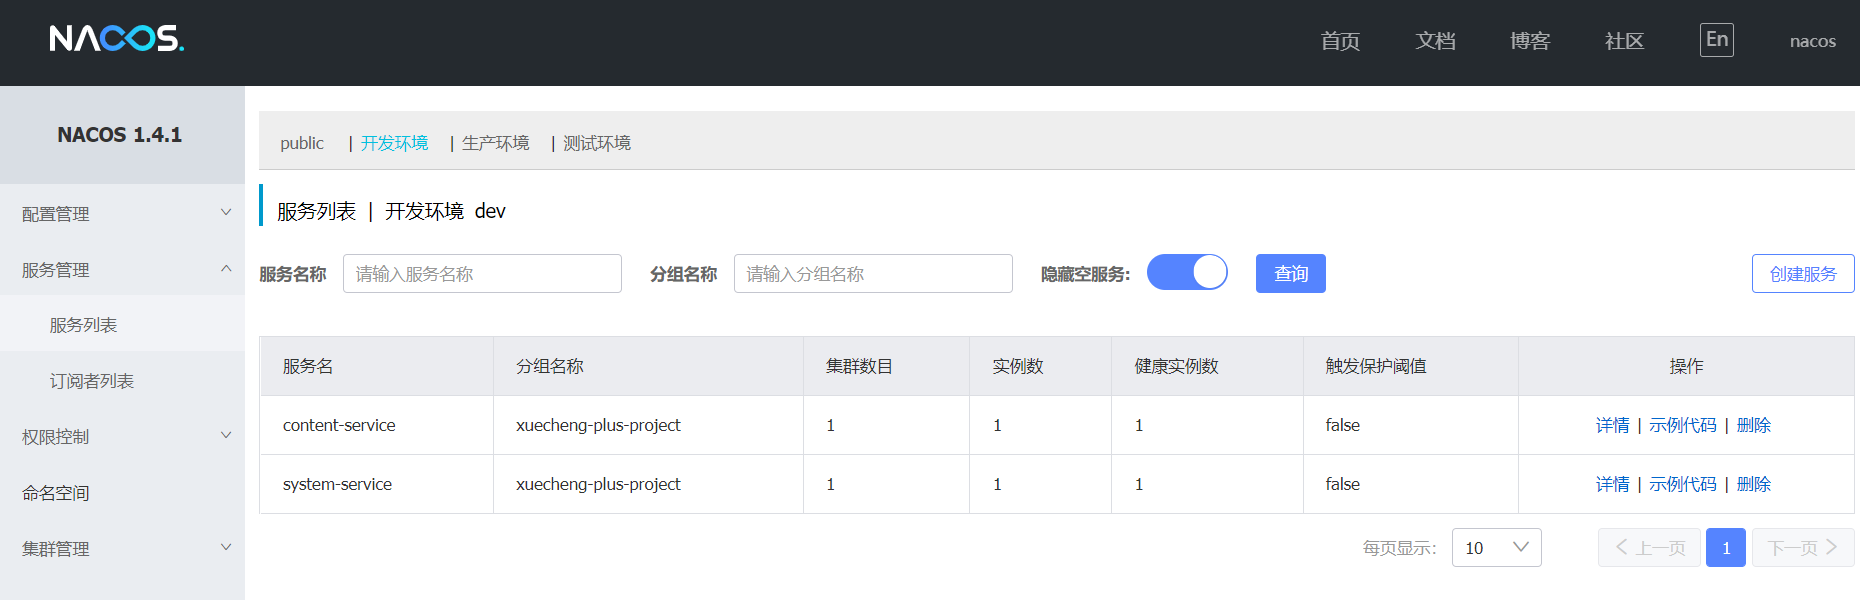 NACOS. 首页 文档 博客 社区 En nacos
NACOS 1.4.1
配置管理
服务管理
服务列表
订阅者列表
权限控制
命名空间
集群管理
public | 开发环境 | 生产环境 | 测试环境
服务列表 | 开发环境 dev
服务名称 请输入服务名称 分组名称 请输入分组名称 隐藏空服务: 查询 创建服务
服务名 分组名称 集群数目 实例数 健康实例数 触发保护阈值 操作
content-service xuecheng-plus-project 1 1 1 false 详情 | 示例代码 | 删除
system-service xuecheng-plus-project 1 1 1 false 详情 | 示例代码 | 删除
每页显示: 10 上一页 1 下一页